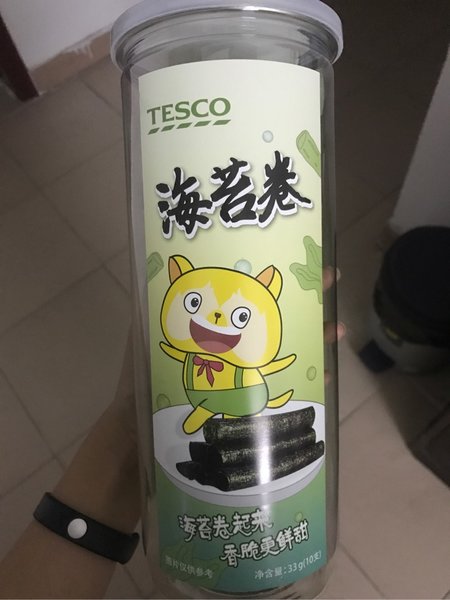 TESCO
海苔卷
海苔卷起来
香脆更鲜甜
图片仅供参考
净含量：33g(10支)